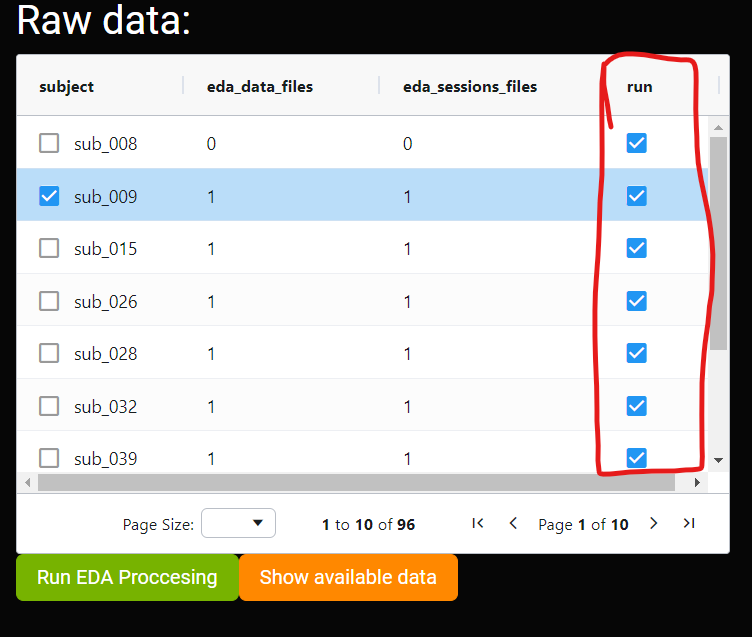 Raw data:
subject eda_data_files eda_sessions_files run
sub_008 0 0
sub_009 1 1
sub_015 1 1
sub_026 1 1
sub_028 1 1
sub_032 1 1
sub_039 1 1
Page Size: 1 to 10 of 96 Page 1 of 10
Run EDA Proccesing Show available data